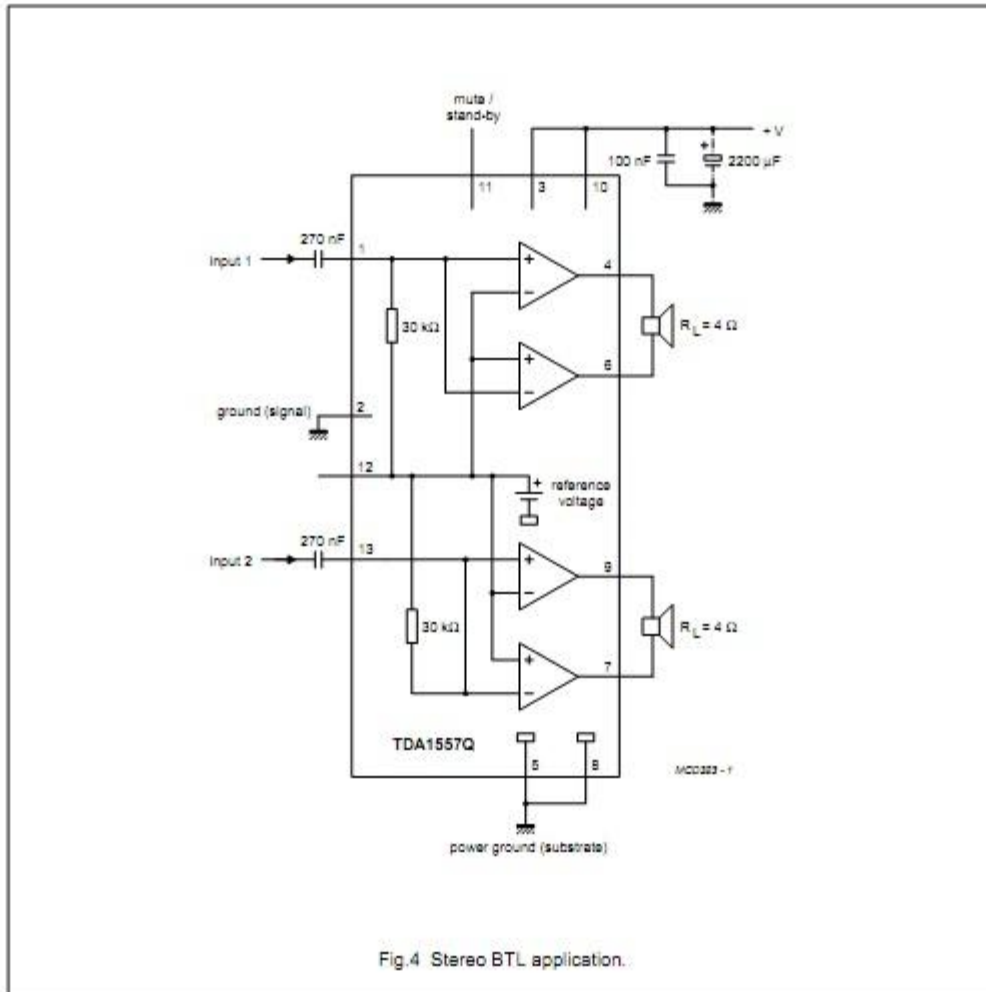 mute /
stand-by
+ V
+
100 nF
2200 µF
11
3
10
270 nF
1
input 1
+
−
4
30 kΩ
R L = 4 Ω
+
−
6
ground (signal)
2
12
+
reference
voltage
270 nF
13
input 2
+
−
9
30 kΩ
R L = 4 Ω
+
−
7
TDA1557Q
5
8
power ground (substrate)
Fig.4 Stereo BTL application.